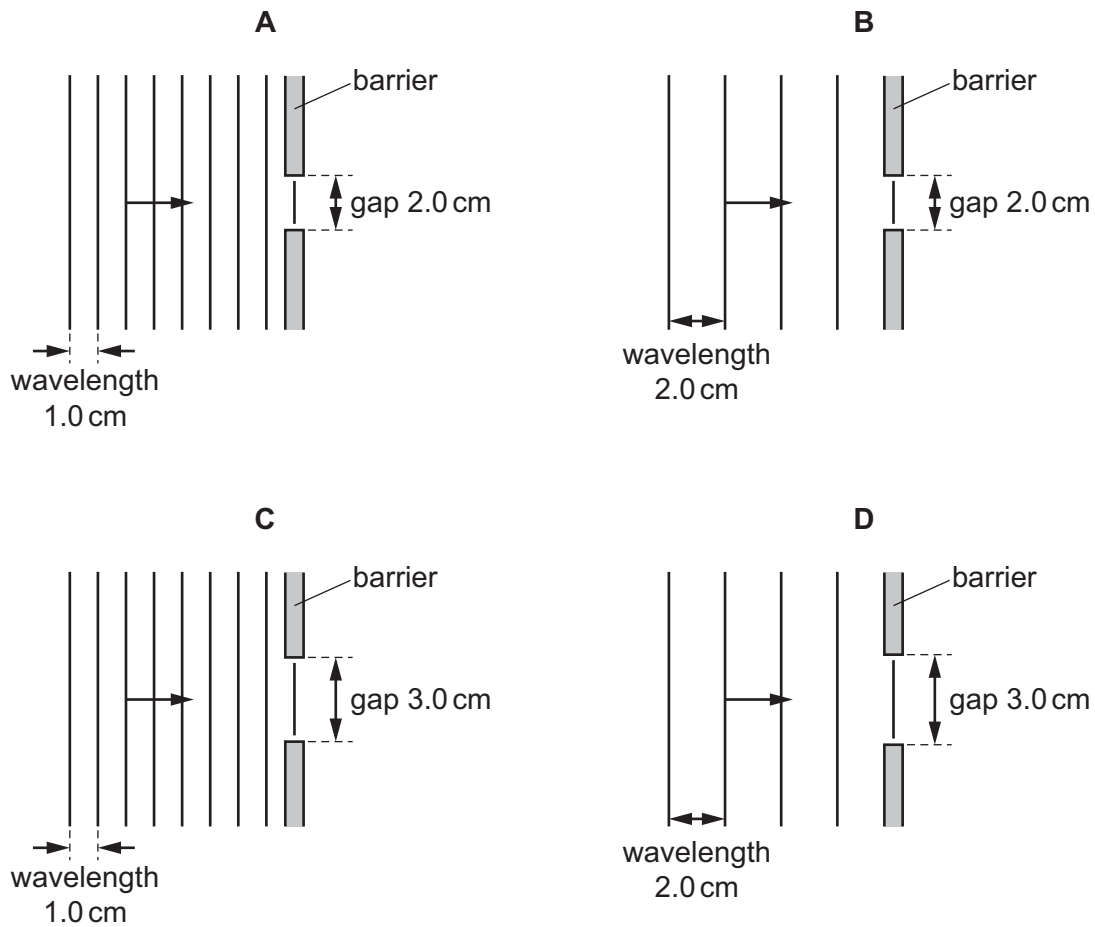 A
barrier
gap 2.0 cm
wavelength
1.0 cm
B
barrier
gap 2.0 cm
wavelength
2.0 cm
C
barrier
gap 3.0 cm
wavelength
1.0 cm
D
barrier
gap 3.0 cm
wavelength
2.0 cm